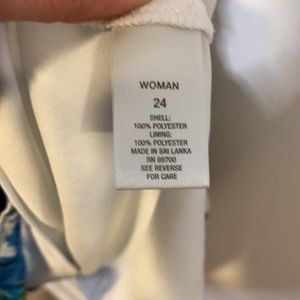 WOMAN
24
SHELL:
100% POLYESTER
LINING:
100% POLYESTER
MADE IN SRI LANKA
RN 89700
SEE REVERSE
FOR CARE